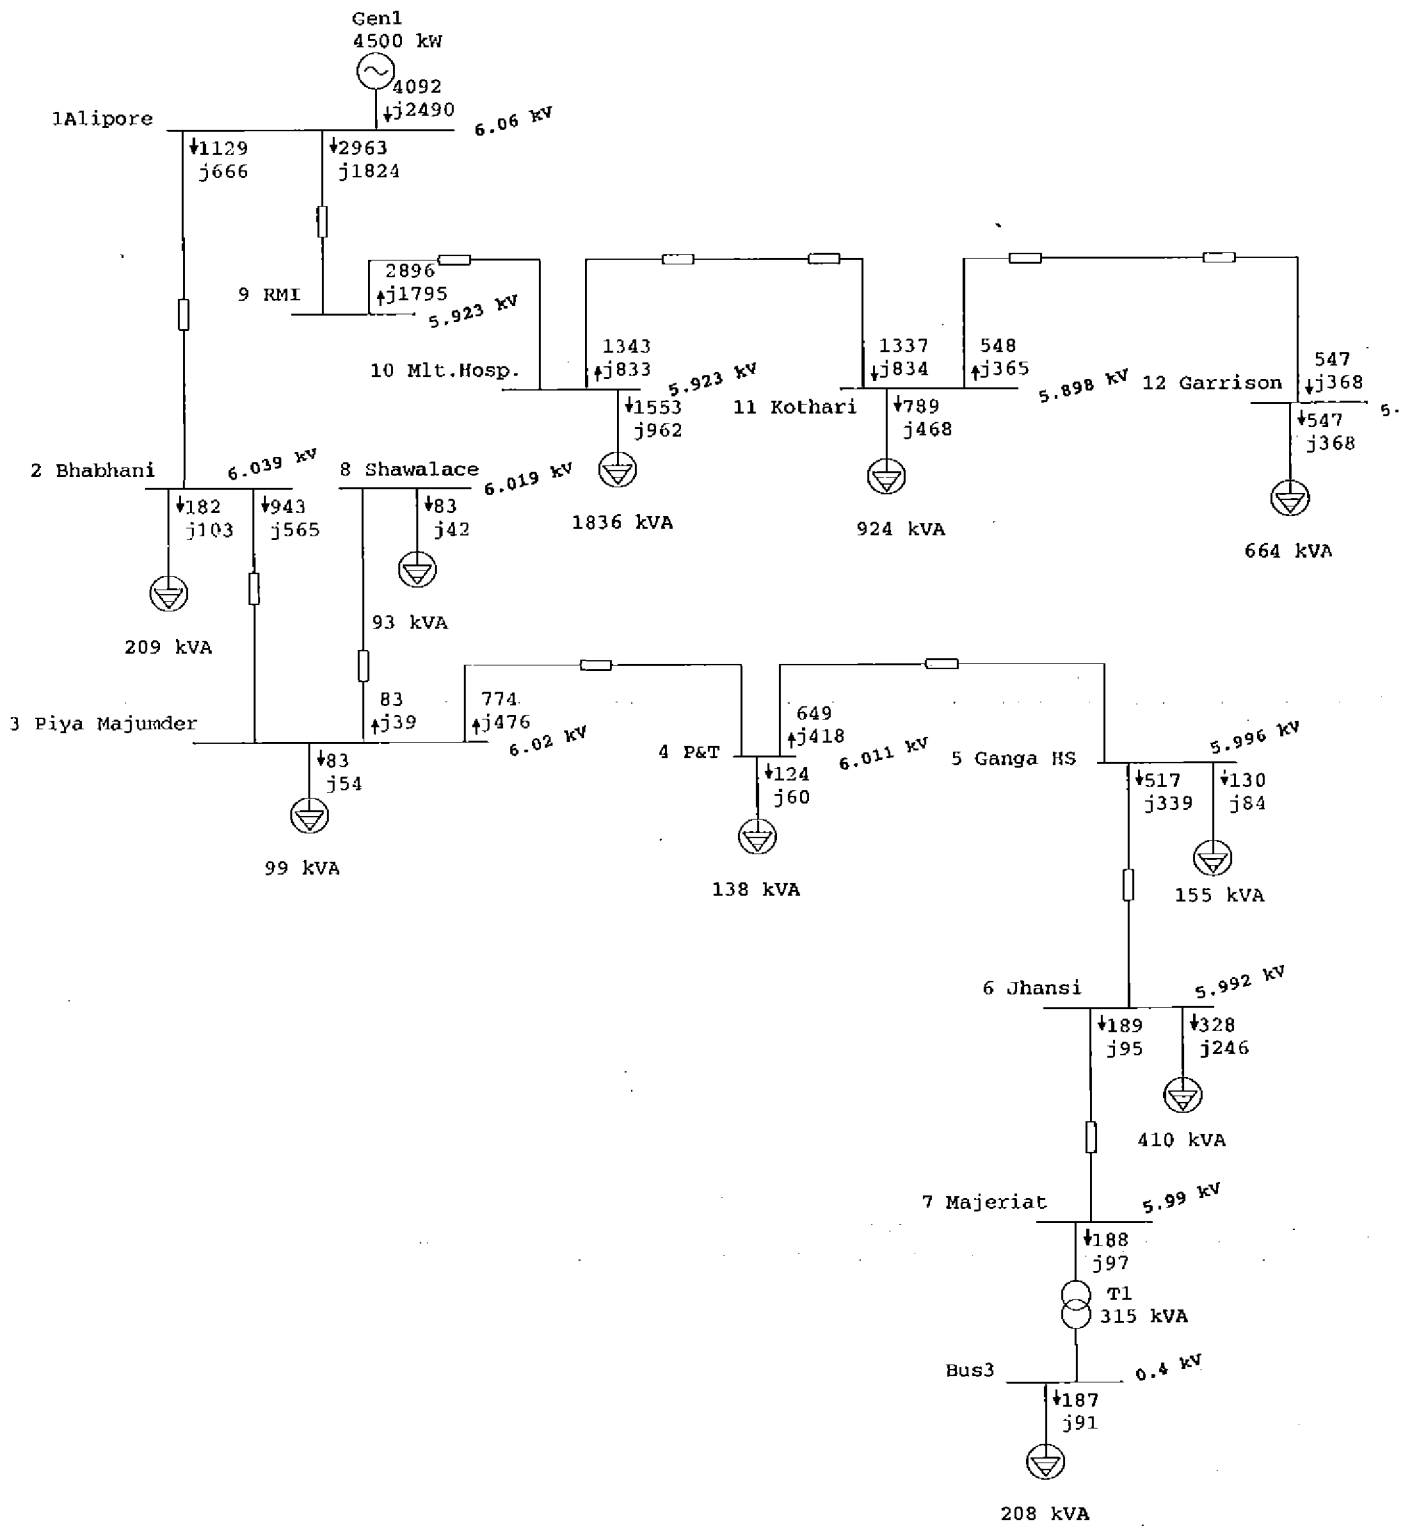 Gen1
4500 kW
4092
j2490
1Alipore
6.06 kV
1129
j666
2963
j1824
2896
j1795
9 RMI
5.923 kV
1343
j833
10 Mlt.Hosp.
5.923 kV
1553
j962
1836 kVA
1337
j834
548
j365
11 Kothari
5.898 kV
789
j468
924 kVA
547
j368
12 Garrison
5.
547
j368
664 kVA
2 Bhabhani
6.039 kV
182
j103
943
j565
209 kVA
8 Shawalace
6.019 kV
83
j42
93 kVA
83
j39
774
j476
3 Piya Majumder
6.02 kV
83
j54
99 kVA
649
j418
4 P&T
6.011 kV
124
j60
138 kVA
5 Ganga HS
5.996 kV
517
j339
130
j84
155 kVA
6 Jhansi
5.992 kV
189
j95
328
j246
410 kVA
7 Majeriat
5.99 kV
188
j97
T1
315 kVA
Bus3
0.4 kV
187
j91
208 kVA